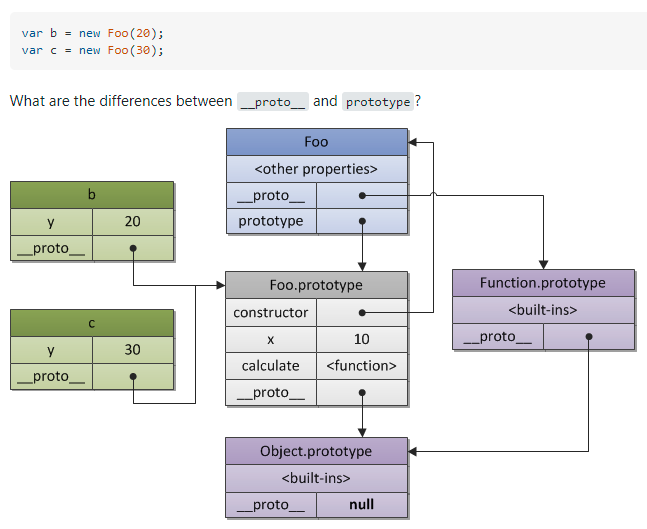 var b = new Foo(20);
var c = new Foo(30);
What are the differences between __proto__ and prototype?
Foo
<other properties>
__proto__
prototype
b
y 20
__proto__
Foo.prototype
constructor
x 10
calculate <function>
__proto__
Function.prototype
<built-ins>
__proto__
c
y 30
__proto__
Object.prototype
<built-ins>
__proto__ null